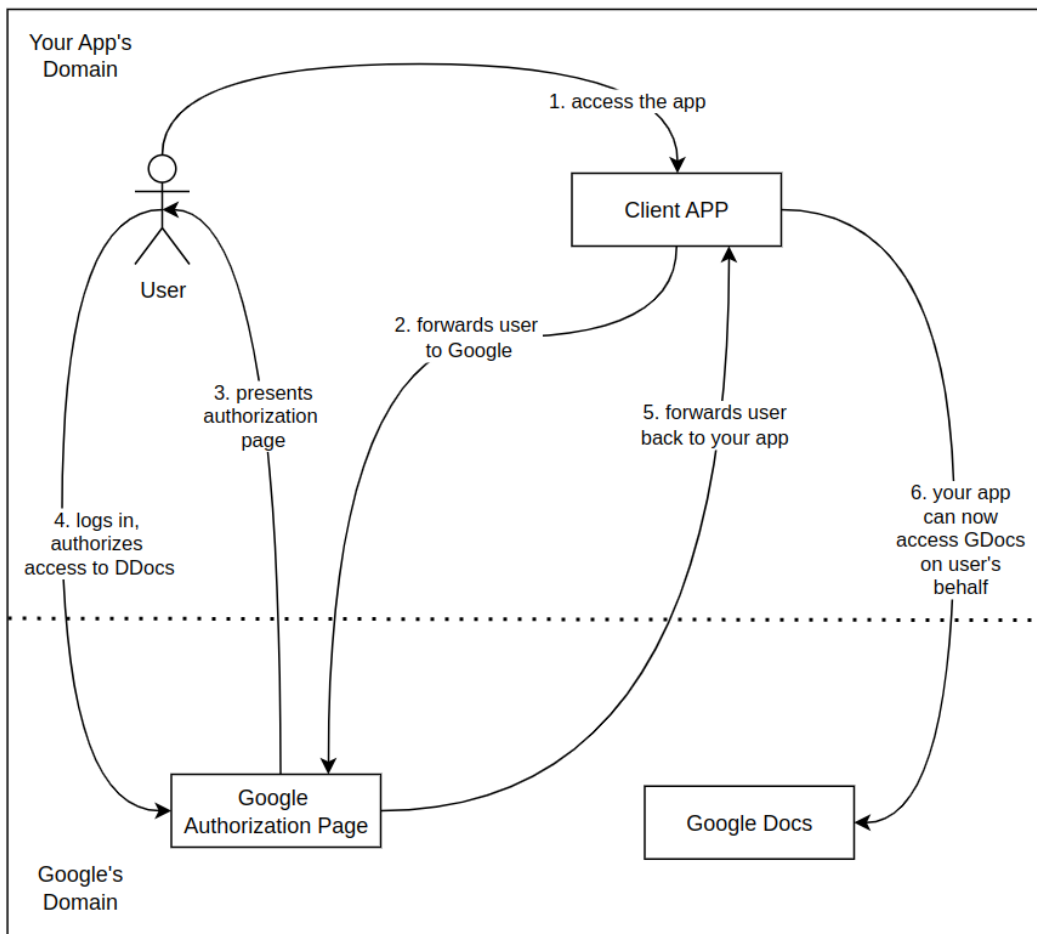 Your App's
Domain
1. access the app
Client APP
User
2. forwards user
to Google
3. presents
authorization
page
5. forwards user
back to your app
4. logs in,
authorizes
access to DDocs
6. your app
can now
access GDocs
on user's
behalf
Google
Authorization Page
Google Docs
Google's
Domain